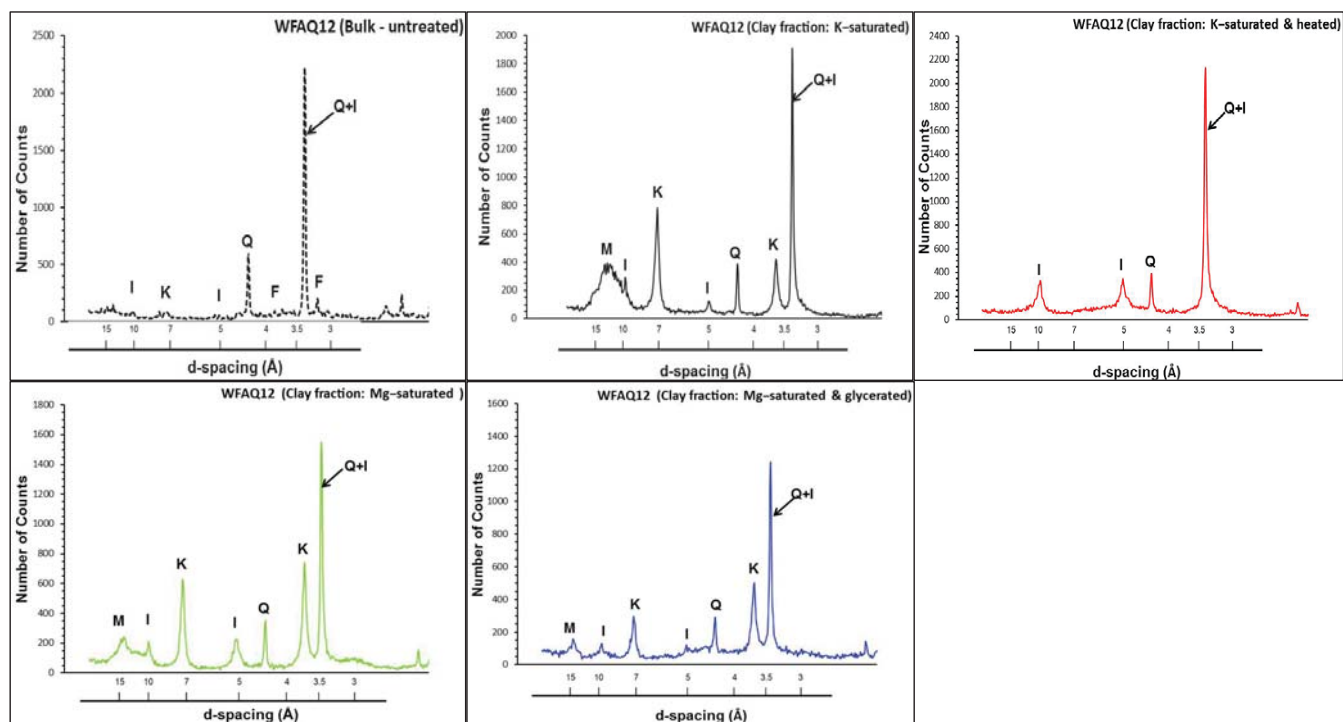 WFAQ12 (Bulk - untreated)
Number of Counts
2500
2000
1500
1000
500
0
I
K
I
Q
F
Q+I
F
15
10
7
5
4
3.5
3
d-spacing (Å)
WFAQ12 (Clay fraction: K–saturated)
Number of Counts
2000
1800
1600
1400
1200
1000
800
600
400
200
0
M
I
K
I
Q
K
Q+I
15
10
7
5
4
3.5
3
d-spacing (Å)
WFAQ12 (Clay fraction: K–saturated & heated)
Number of Counts
2400
2200
2000
1800
1600
1400
1200
1000
800
600
400
200
0
I
I
Q
Q+I
15
10
7
5
4
3.5
3
d-spacing (Å)
WFAQ12 (Clay fraction: Mg–saturated )
Number of Counts
1800
1600
1400
1200
1000
800
600
400
200
0
M
I
K
I
Q
K
Q+I
15
10
7
5
4
3.5
3
d-spacing (Å)
WFAQ12 (Clay fraction: Mg–saturated & glycerated)
Number of Counts
1600
1400
1200
1000
800
600
400
200
0
M
I
K
I
Q
K
Q+I
15
10
7
5
4
3.5
3
d-spacing (Å)